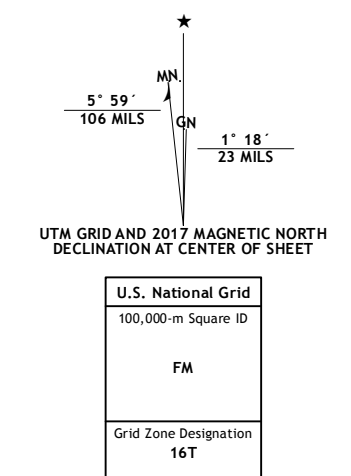 ★
MN.
5° 59´
106 MILS
GN
1° 18´
23 MILS
UTM GRID AND 2017 MAGNETIC NORTH
DECLINATION AT CENTER OF SHEET
U.S. National Grid
100,000-m Square ID
FM
Grid Zone Designation
16T